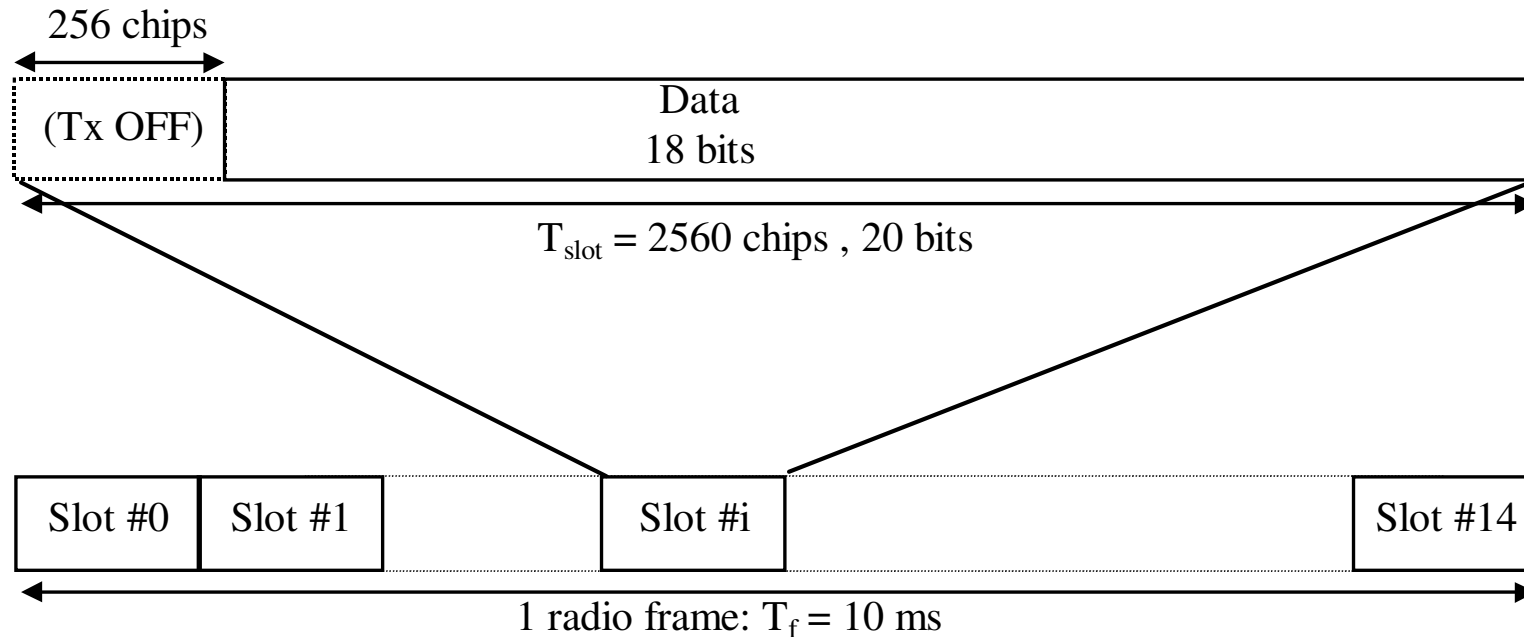 256 chips
(Tx OFF)
Data
18 bits
T_slot = 2560 chips , 20 bits
Slot #0
Slot #1
Slot #i
Slot #14
1 radio frame: T_f = 10 ms